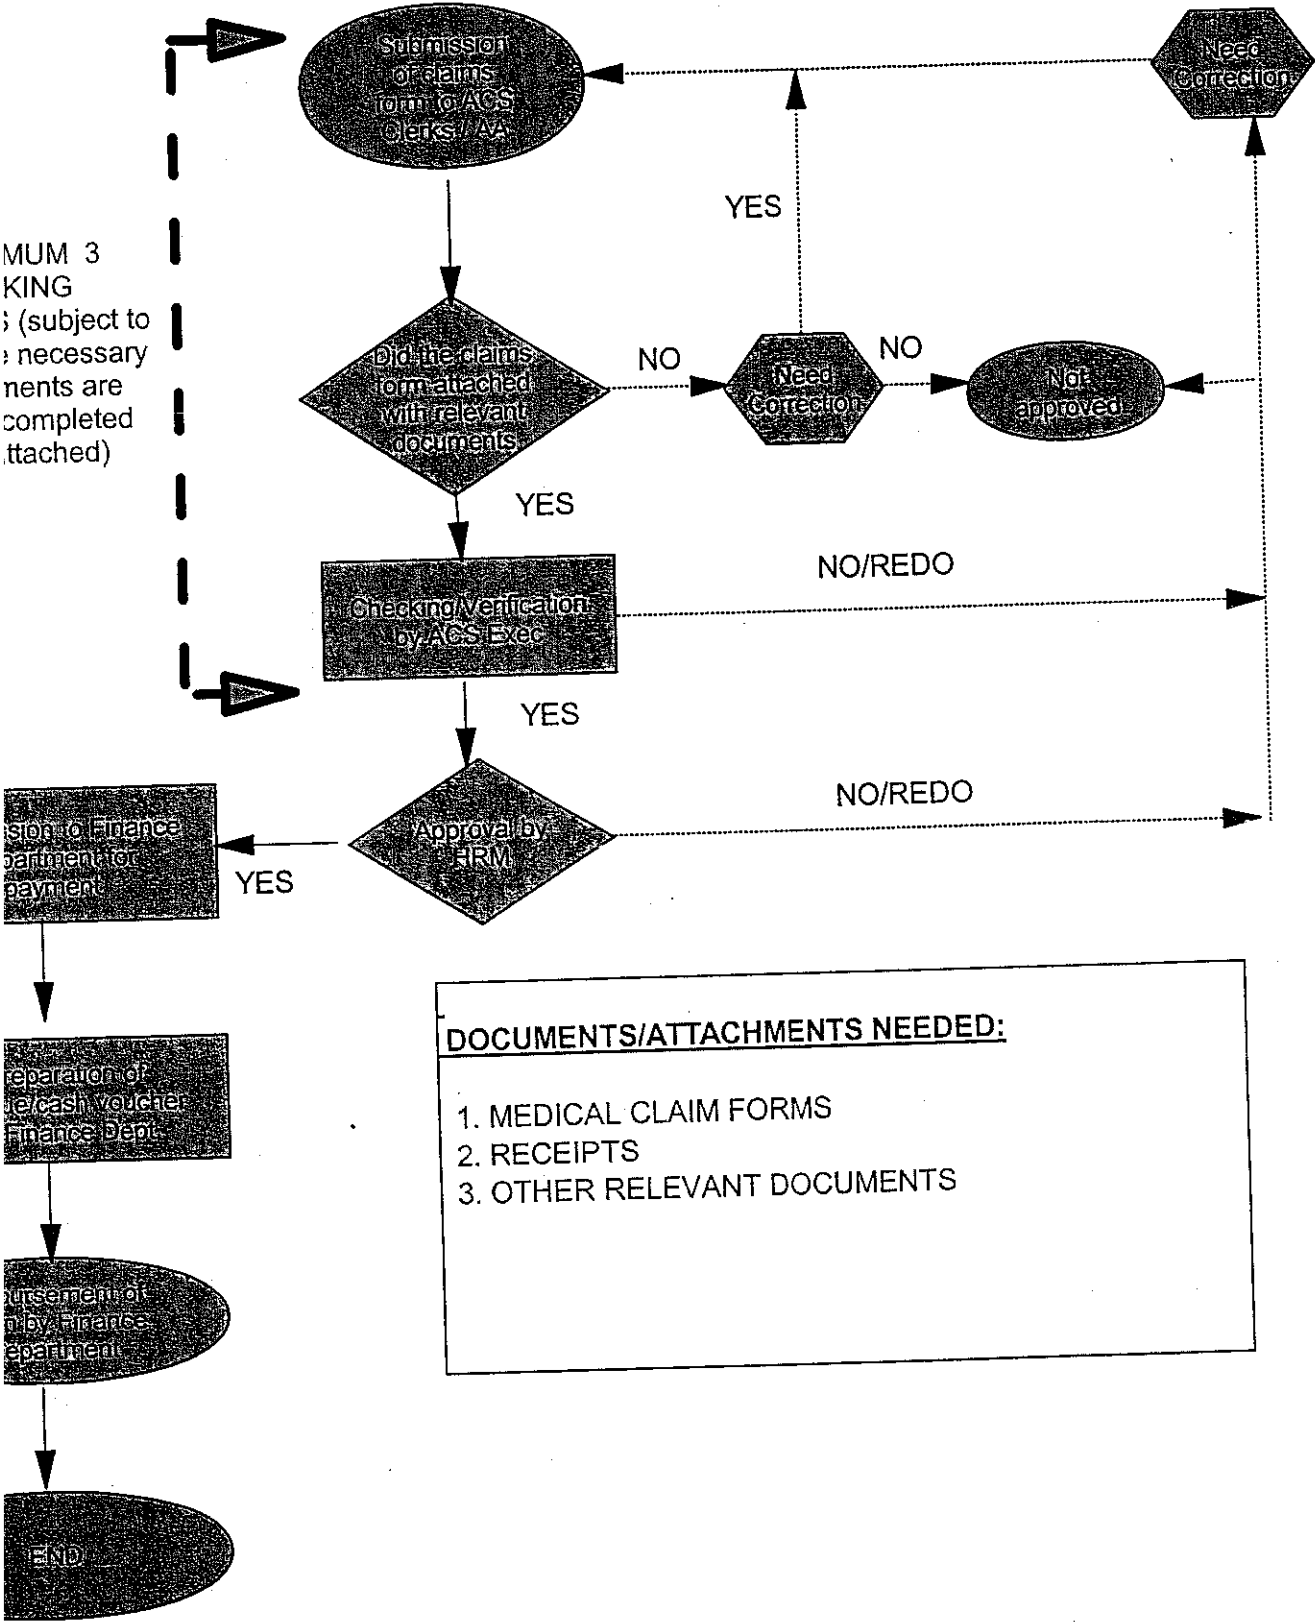 Submission
of claims
form to ACS
Clerks / AA
Need
Correction
YES
MUM 3
KING
S (subject to
e necessary
ments are
completed
ttached)
Did the claims
form attached
with relevant
documents
NO
Need
Correction
NO
Not
approved
YES
Checking/Verification
by ACS Exec
NO/REDO
YES
Approval by
HRM
NO/REDO
sion to Finance
partment for
payment
YES
DOCUMENTS/ATTACHMENTS NEEDED:
1. MEDICAL CLAIM FORMS
2. RECEIPTS
3. OTHER RELEVANT DOCUMENTS
reparation of
ue/cash voucher
Finance Dept.
ursement of
n by Finance
epartment
END